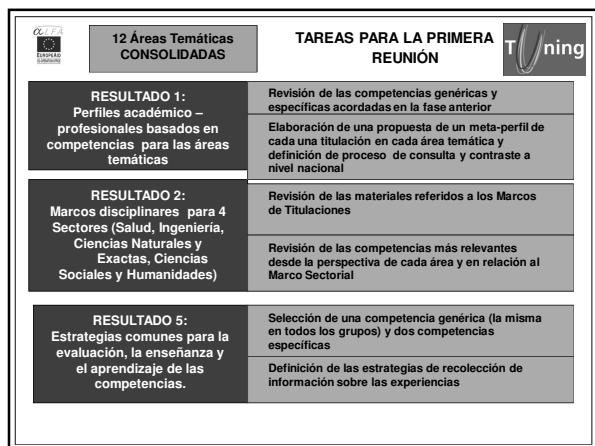 αLFA
EUROPEAID
12 Áreas Temáticas
CONSOLIDADAS
TAREAS PARA LA PRIMERA
REUNIÓN
Tuning
RESULTADO 1:
Perfiles académico –
profesionales basados en
competencias para las áreas
temáticas
Revisión de las competencias genéricas y
específicas acordadas en la fase anterior
Elaboración de una propuesta de un meta-perfil de
cada una titulación en cada área temática y
definición de proceso de consulta y contraste a
nivel nacional
RESULTADO 2:
Marcos disciplinares para 4
Sectores (Salud, Ingeniería,
Ciencias Naturales y
Exactas, Ciencias
Sociales y Humanidades)
Revisión de las materiales referidos a los Marcos
de Titulaciones
Revisión de las competencias más relevantes
desde la perspectiva de cada área y en relación al
Marco Sectorial
RESULTADO 5:
Estrategias comunes para la
evaluación, la enseñanza y
el aprendizaje de las
competencias.
Selección de una competencia genérica (la misma
en todos los grupos) y dos competencias
específicas
Definición de las estrategias de recolección de
información sobre las experiencias